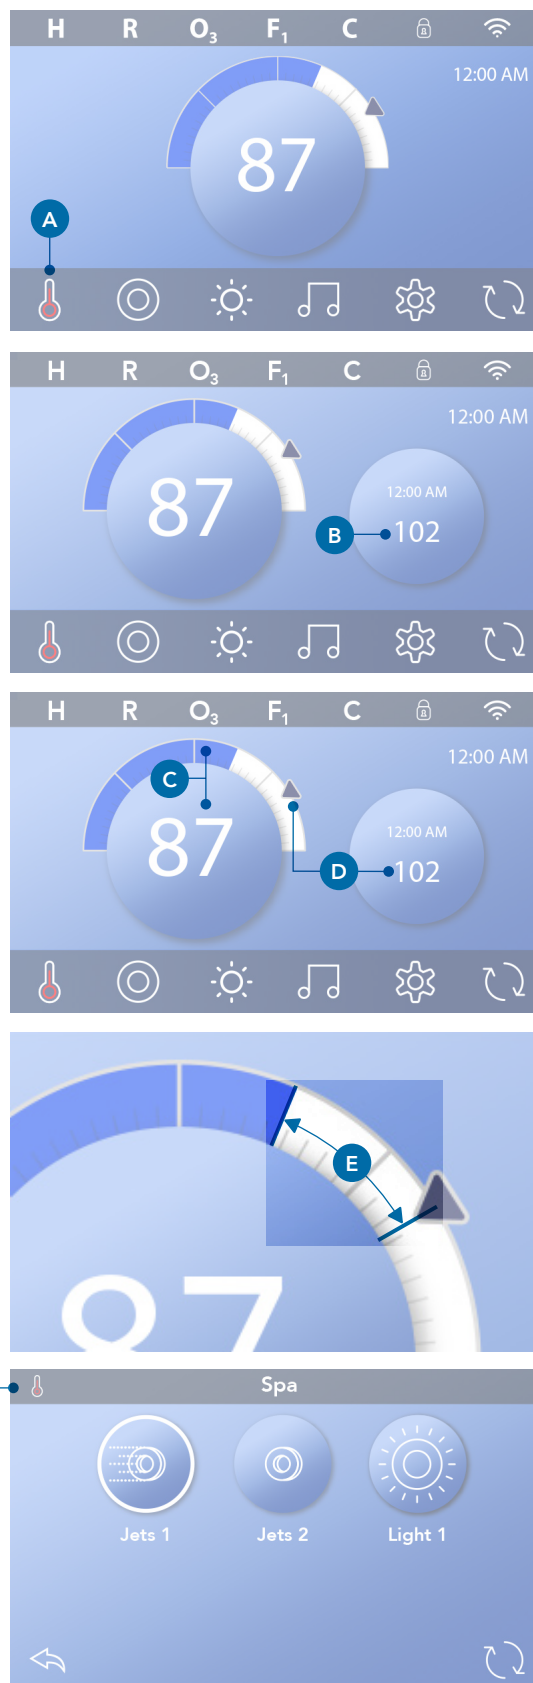 H R O3 F1 C
12:00 AM
87
A
H R O3 F1 C
12:00 AM
87
12:00 AM
B
102
H R O3 F1 C
12:00 AM
C
87
12:00 AM
D
102
E
87
Spa
Jets 1 Jets 2 Light 1